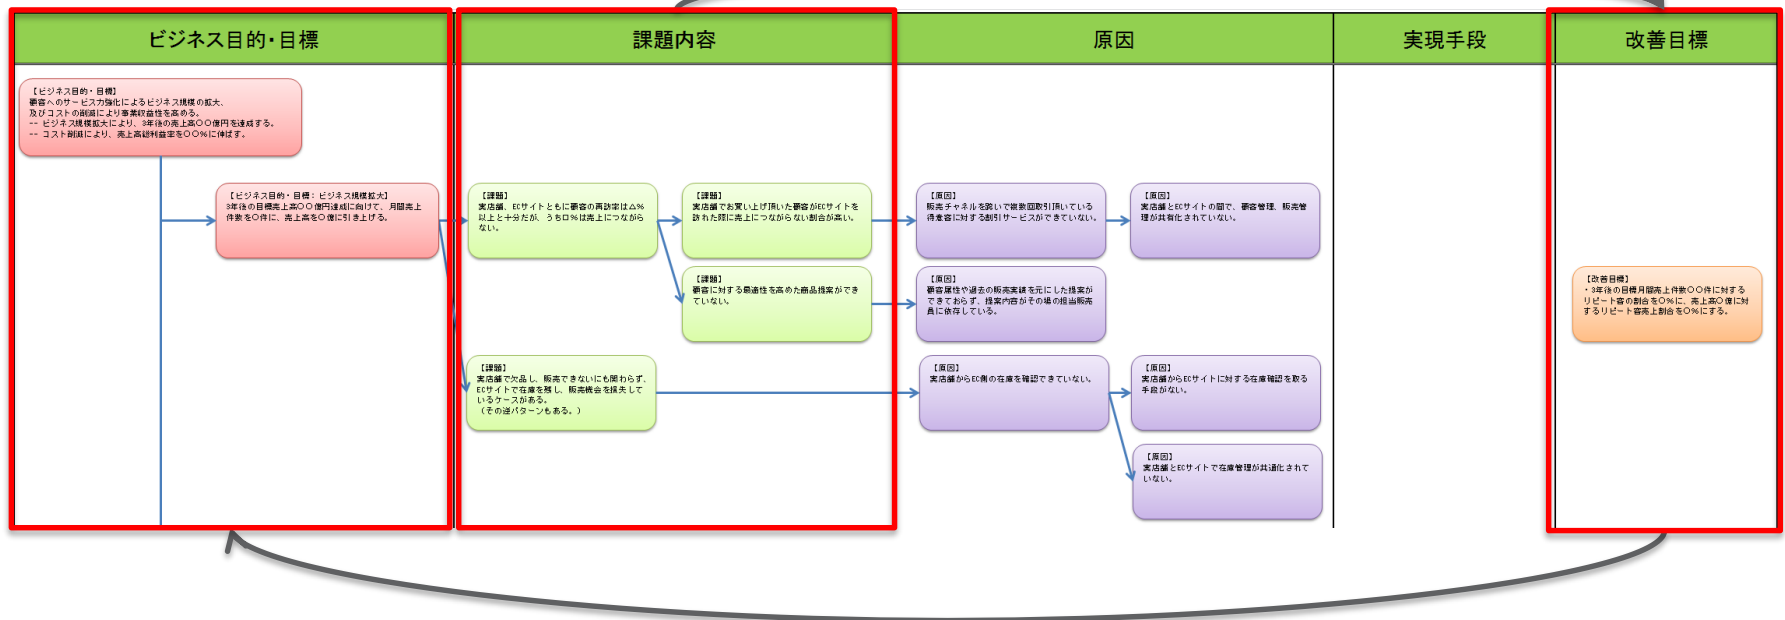 ビジネス目的・目標
課題内容
原因
実現手段
改善目標
【ビジネス目的・目標】
顧客へのサービス力強化によるビジネス規模の拡大、
及びコストの削減により事業収益性を高める。
-- ビジネス規模拡大により、3年後の売上高〇〇億円を達成する。
-- コスト削減により、売上高総利益率を〇〇%に伸ばす。
【ビジネス目的・目標：ビジネス規模拡大】
3年後の目標売上高〇〇億円達成に向けて、月間売上
件数を〇件に、売上高を〇億に引き上げる。
【課題】
実店舗、ECサイトともに顧客の再訪率は△%
以上と十分だが、うち□%は売上につながら
ない。
【課題】
実店舗でお買い上げ頂いた顧客がECサイトを
訪れた際に売上につながらない割合が高い。
【原因】
販売チャネルを跨いで複数回取引頂いている
得意客に対する割引サービスができていない。
【原因】
実店舗とECサイトの間で、顧客管理、販売管
理が共有化されていない。
【課題】
顧客に対する最適性を高めた商品提案ができ
ていない。
【原因】
顧客属性や過去の販売実績を元にした提案が
できておらず、提案内容がその場の担当販売
員に依存している。
【改善目標】
・3年後の目標月間売上件数〇〇件に対する
リピート客の割合を〇%に、売上高〇億に対
するリピート客売上割合を〇%にする。
【課題】
実店舗で欠品し、販売できないにも関わらず、
ECサイトで在庫を残し、販売機会を損失して
いるケースがある。
（その逆パターンもある。）
【原因】
実店舗からEC側の在庫を確認できていない。
【原因】
実店舗からECサイトに対する在庫確認を取る
手段がない。
【原因】
実店舗とECサイトで在庫管理が共通化されて
いない。